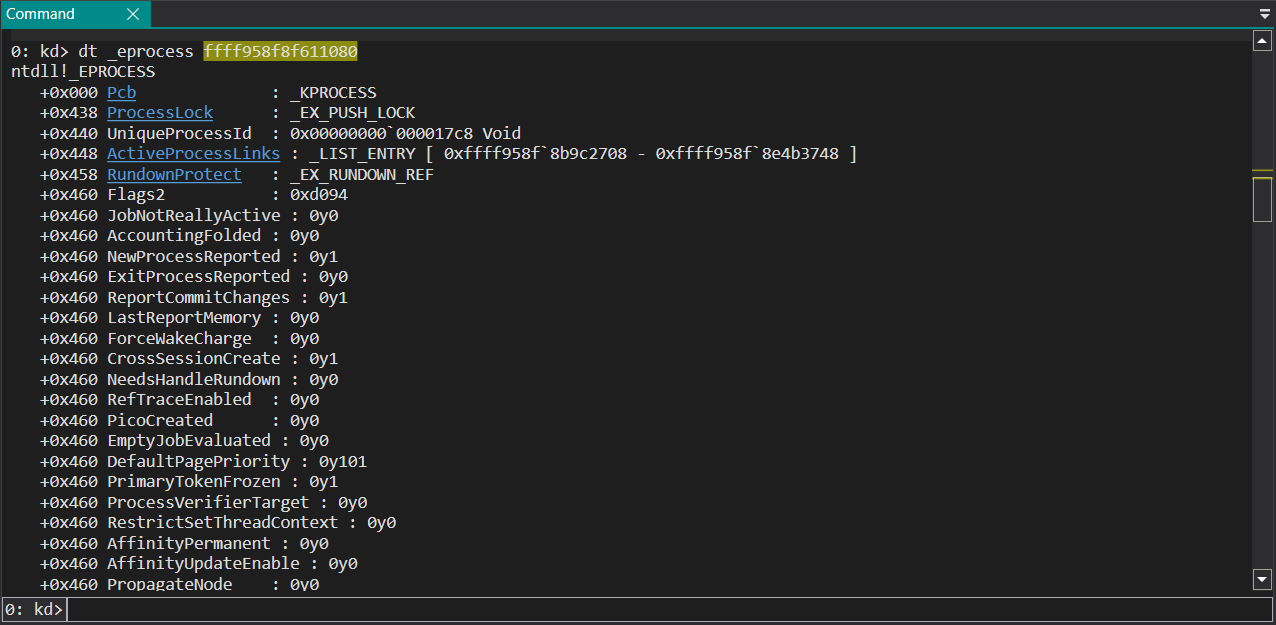 Command
0: kd> dt _eprocess ffff958f8f611080
ntdll!_EPROCESS
   +0x000 Pcb              : _KPROCESS
   +0x438 ProcessLock      : _EX_PUSH_LOCK
   +0x440 UniqueProcessId  : 0x00000000`000017c8 Void
   +0x448 ActiveProcessLinks : _LIST_ENTRY [ 0xffff958f`8b9c2708 - 0xffff958f`8e4b3748 ]
   +0x458 RundownProtect   : _EX_RUNDOWN_REF
   +0x460 Flags2           : 0xd094
   +0x460 JobNotReallyActive : 0y0
   +0x460 AccountingFolded : 0y0
   +0x460 NewProcessReported : 0y1
   +0x460 ExitProcessReported : 0y0
   +0x460 ReportCommitChanges : 0y1
   +0x460 LastReportMemory : 0y0
   +0x460 ForceWakeCharge  : 0y0
   +0x460 CrossSessionCreate : 0y1
   +0x460 NeedsHandleRundown : 0y0
   +0x460 RefTraceEnabled  : 0y0
   +0x460 PicoCreated      : 0y0
   +0x460 EmptyJobEvaluated : 0y0
   +0x460 DefaultPagePriority : 0y101
   +0x460 PrimaryTokenFrozen : 0y1
   +0x460 ProcessVerifierTarget : 0y0
   +0x460 RestrictSetThreadContext : 0y0
   +0x460 AffinityPermanent : 0y0
   +0x460 AffinityUpdateEnable : 0y0
   +0x460 PropagateNode    : 0y0
0: kd>